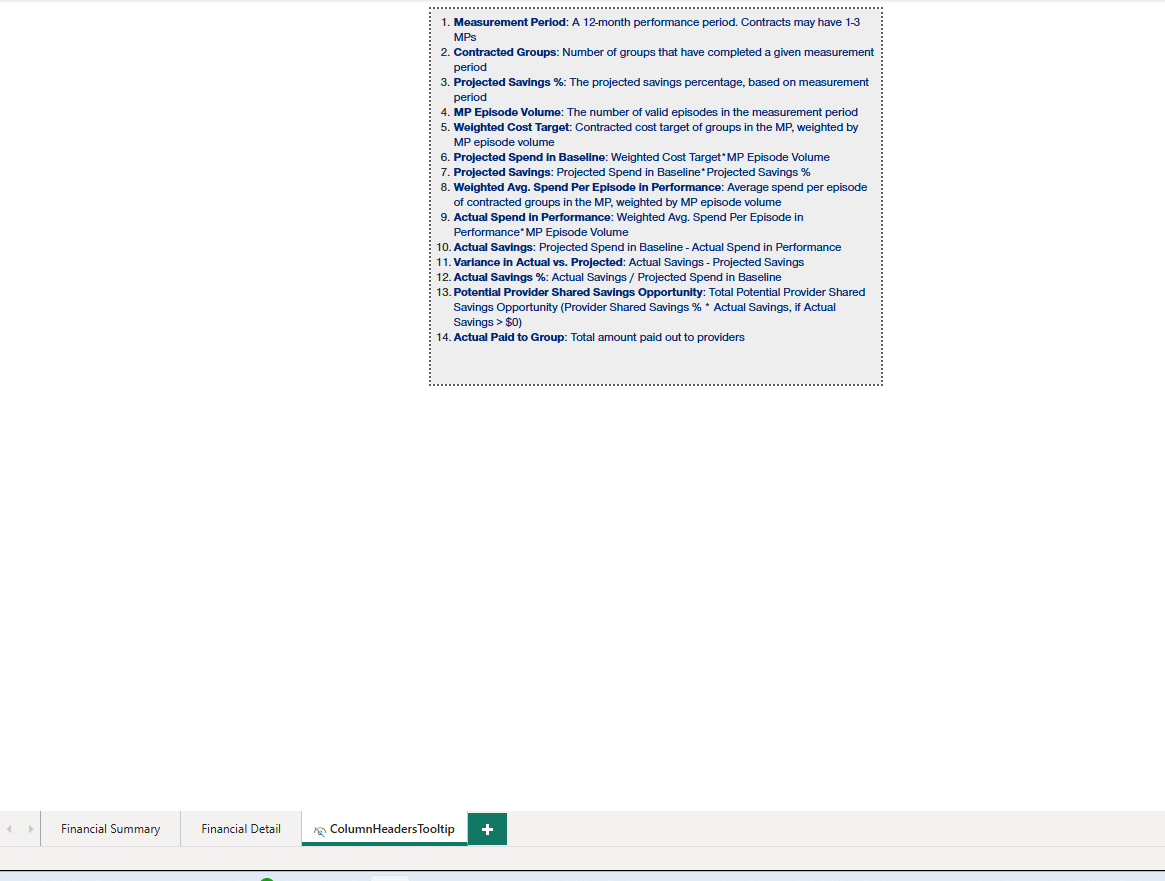 1. Measurement Period: A 12-month performance period. Contracts may have 1-3
MPs
2. Contracted Groups: Number of groups that have completed a given measurement
period
3. Projected Savings %: The projected savings percentage, based on measurement
period
4. MP Episode Volume: The number of valid episodes in the measurement period
5. Weighted Cost Target: Contracted cost target of groups in the MP, weighted by
MP episode volume
6. Projected Spend in Baseline: Weighted Cost Target*MP Episode Volume
7. Projected Savings: Projected Spend in Baseline*Projected Savings %
8. Weighted Avg. Spend Per Episode in Performance: Average spend per episode
of contracted groups in the MP, weighted by MP episode volume
9. Actual Spend in Performance: Weighted Avg. Spend Per Episode in
Performance*MP Episode Volume
10. Actual Savings: Projected Spend in Baseline - Actual Spend in Performance
11. Variance in Actual vs. Projected: Actual Savings - Projected Savings
12. Actual Savings %: Actual Savings / Projected Spend in Baseline
13. Potential Provider Shared Savings Opportunity: Total Potential Provider Shared
Savings Opportunity (Provider Shared Savings % * Actual Savings, if Actual
Savings > $0)
14. Actual Paid to Group: Total amount paid out to providers
Financial Summary Financial Detail ColumnHeadersTooltip +